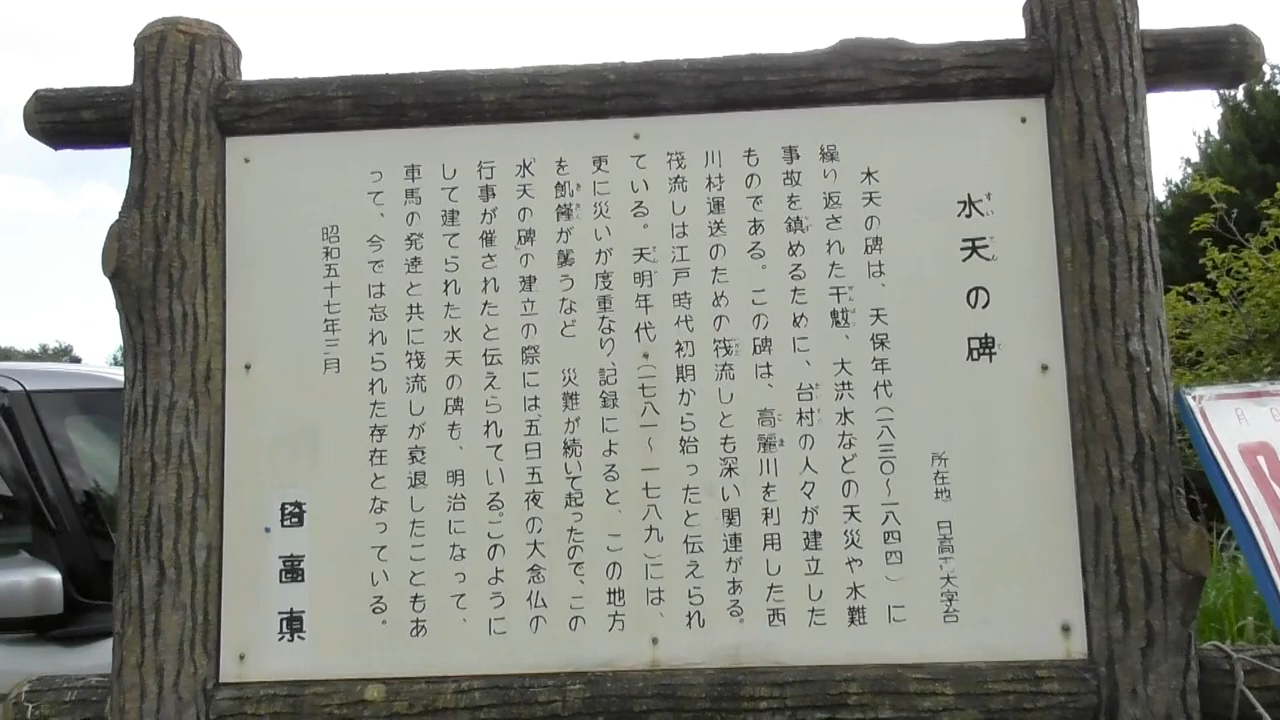 水天の碑
所在地 日高市大字台
水天の碑は、天保年代(一八三〇〜一八四四)に
繰り返された干魃、大洪水などの天災や水難
事故を鎮めるために、台村の人々が建立した
ものである。この碑は、高麗川を利用した西
川村運送のための筏流しとも深い関連がある。
筏流しは江戸時代初期から始ったと伝えられ
ている。天明年代(一七八一〜一七八九)には、
更に災いが度重なり、記録によると、この地方
を飢饉が襲うなど 災難が続いて起ったので、この
"水天の碑"の建立の際には、五日五夜の大念仏の
行事が催されたと伝えられている。このように
して建てられた水天の碑も、明治になって、
車馬の発達と共に筏流しが衰退したこともあ
って、今では忘れられた存在となっている。
昭和五十七年三月
月